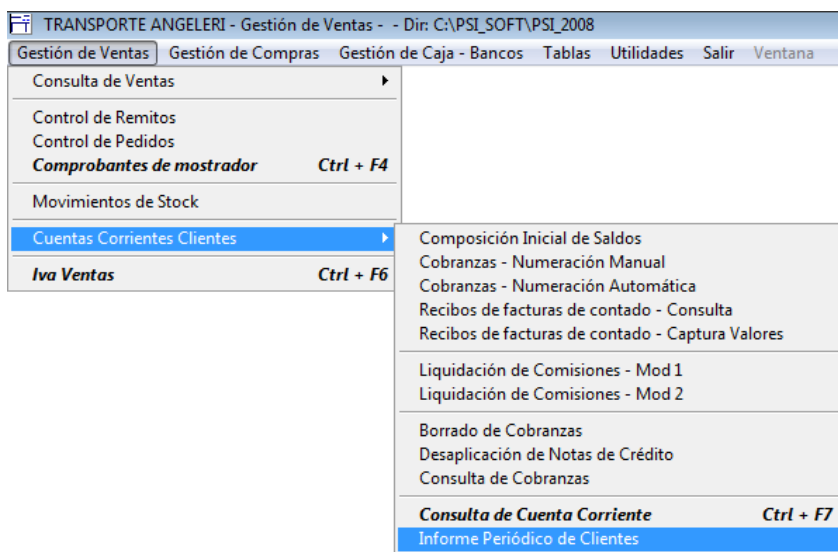 TRANSPORTE ANGELERI - Gestión de Ventas -  - Dir: C:\PSI_SOFT\PSI_2008
Gestión de Ventas Gestión de Compras Gestión de Caja - Bancos Tablas Utilidades Salir Ventana
Consulta de Ventas
Control de Remitos
Control de Pedidos
Comprobantes de mostrador Ctrl + F4
Movimientos de Stock
Cuentas Corrientes Clientes
Iva Ventas Ctrl + F6
Composición Inicial de Saldos
Cobranzas - Numeración Manual
Cobranzas - Numeración Automática
Recibos de facturas de contado - Consulta
Recibos de facturas de contado - Captura Valores
Liquidación de Comisiones - Mod 1
Liquidación de Comisiones - Mod 2
Borrado de Cobranzas
Desaplicación de Notas de Crédito
Consulta de Cobranzas
Consulta de Cuenta Corriente Ctrl + F7
Informe Periódico de Clientes